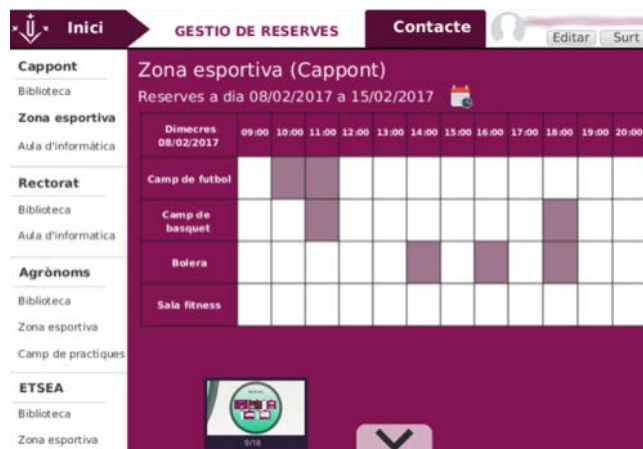 Inici
GESTIO DE RESERVES
Contacte
Editar
Surt
Cappont
Biblioteca
Zona esportiva
Aula d'informàtica
Rectorat
Biblioteca
Aula d'informatica
Agrònoms
Biblioteca
Zona esportiva
Camp de practiques
ETSEA
Biblioteca
Zona esportiva
Zona esportiva (Cappont)
Reserves a dia 08/02/2017 a 15/02/2017
Dimecres
08/02/2017
09:00 10:00 11:00 12:00 13:00 14:00 15:00 16:00 17:00 18:00 19:00 20:00
Camp de futbol
Camp de
basquet
Bolera
Sala fitness
9/18